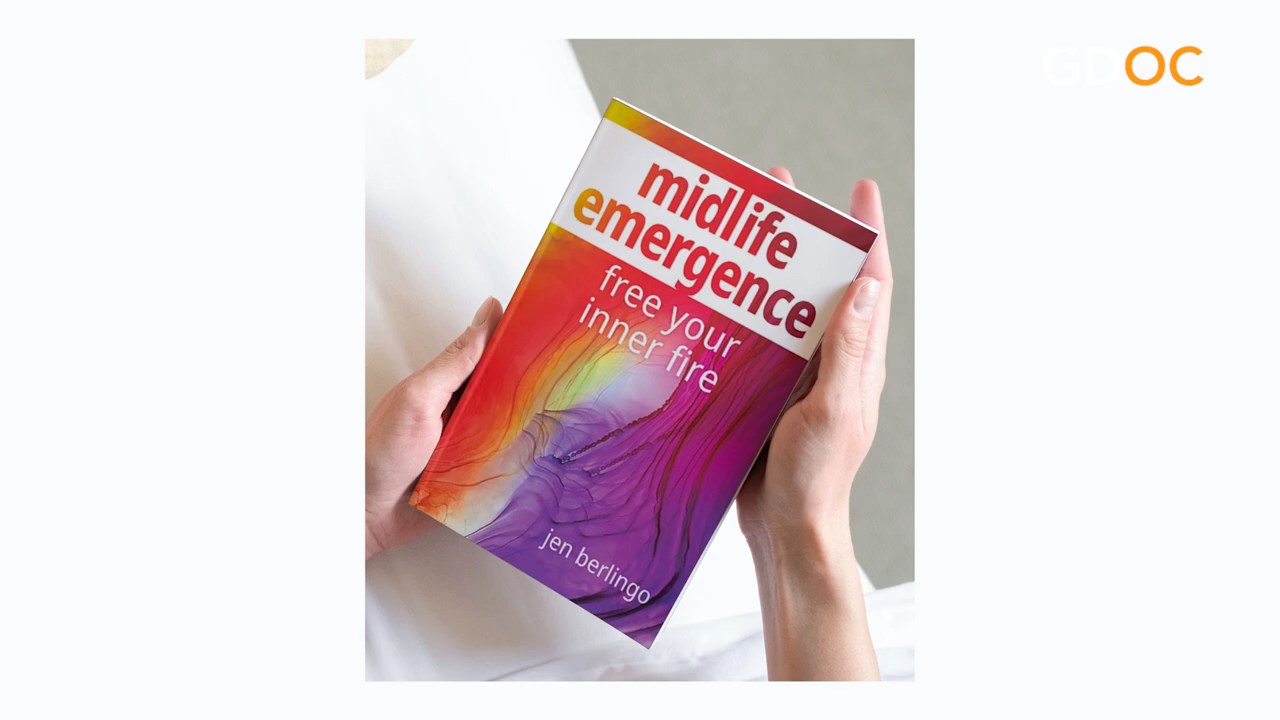 GDOC
midlife
emergence
free your
inner fire
jen berlingo